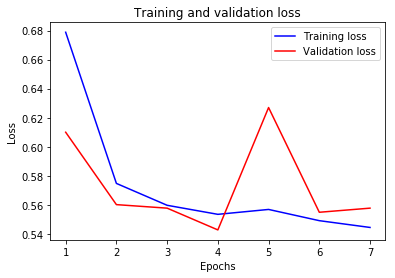 Training and validation loss
Training loss
Validation loss
0.68
0.66
0.64
0.62
0.60
0.58
0.56
0.54
Loss
1 2 3 4 5 6 7
Epochs